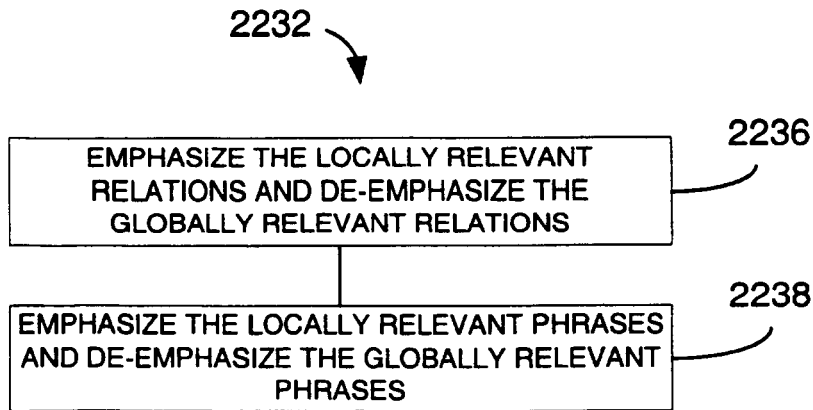 2232
EMPHASIZE THE LOCALLY RELEVANT
RELATIONS AND DE-EMPHASIZE THE
GLOBALLY RELEVANT RELATIONS
2236
EMPHASIZE THE LOCALLY RELEVANT PHRASES
AND DE-EMPHASIZE THE GLOBALLY RELEVANT
PHRASES
2238